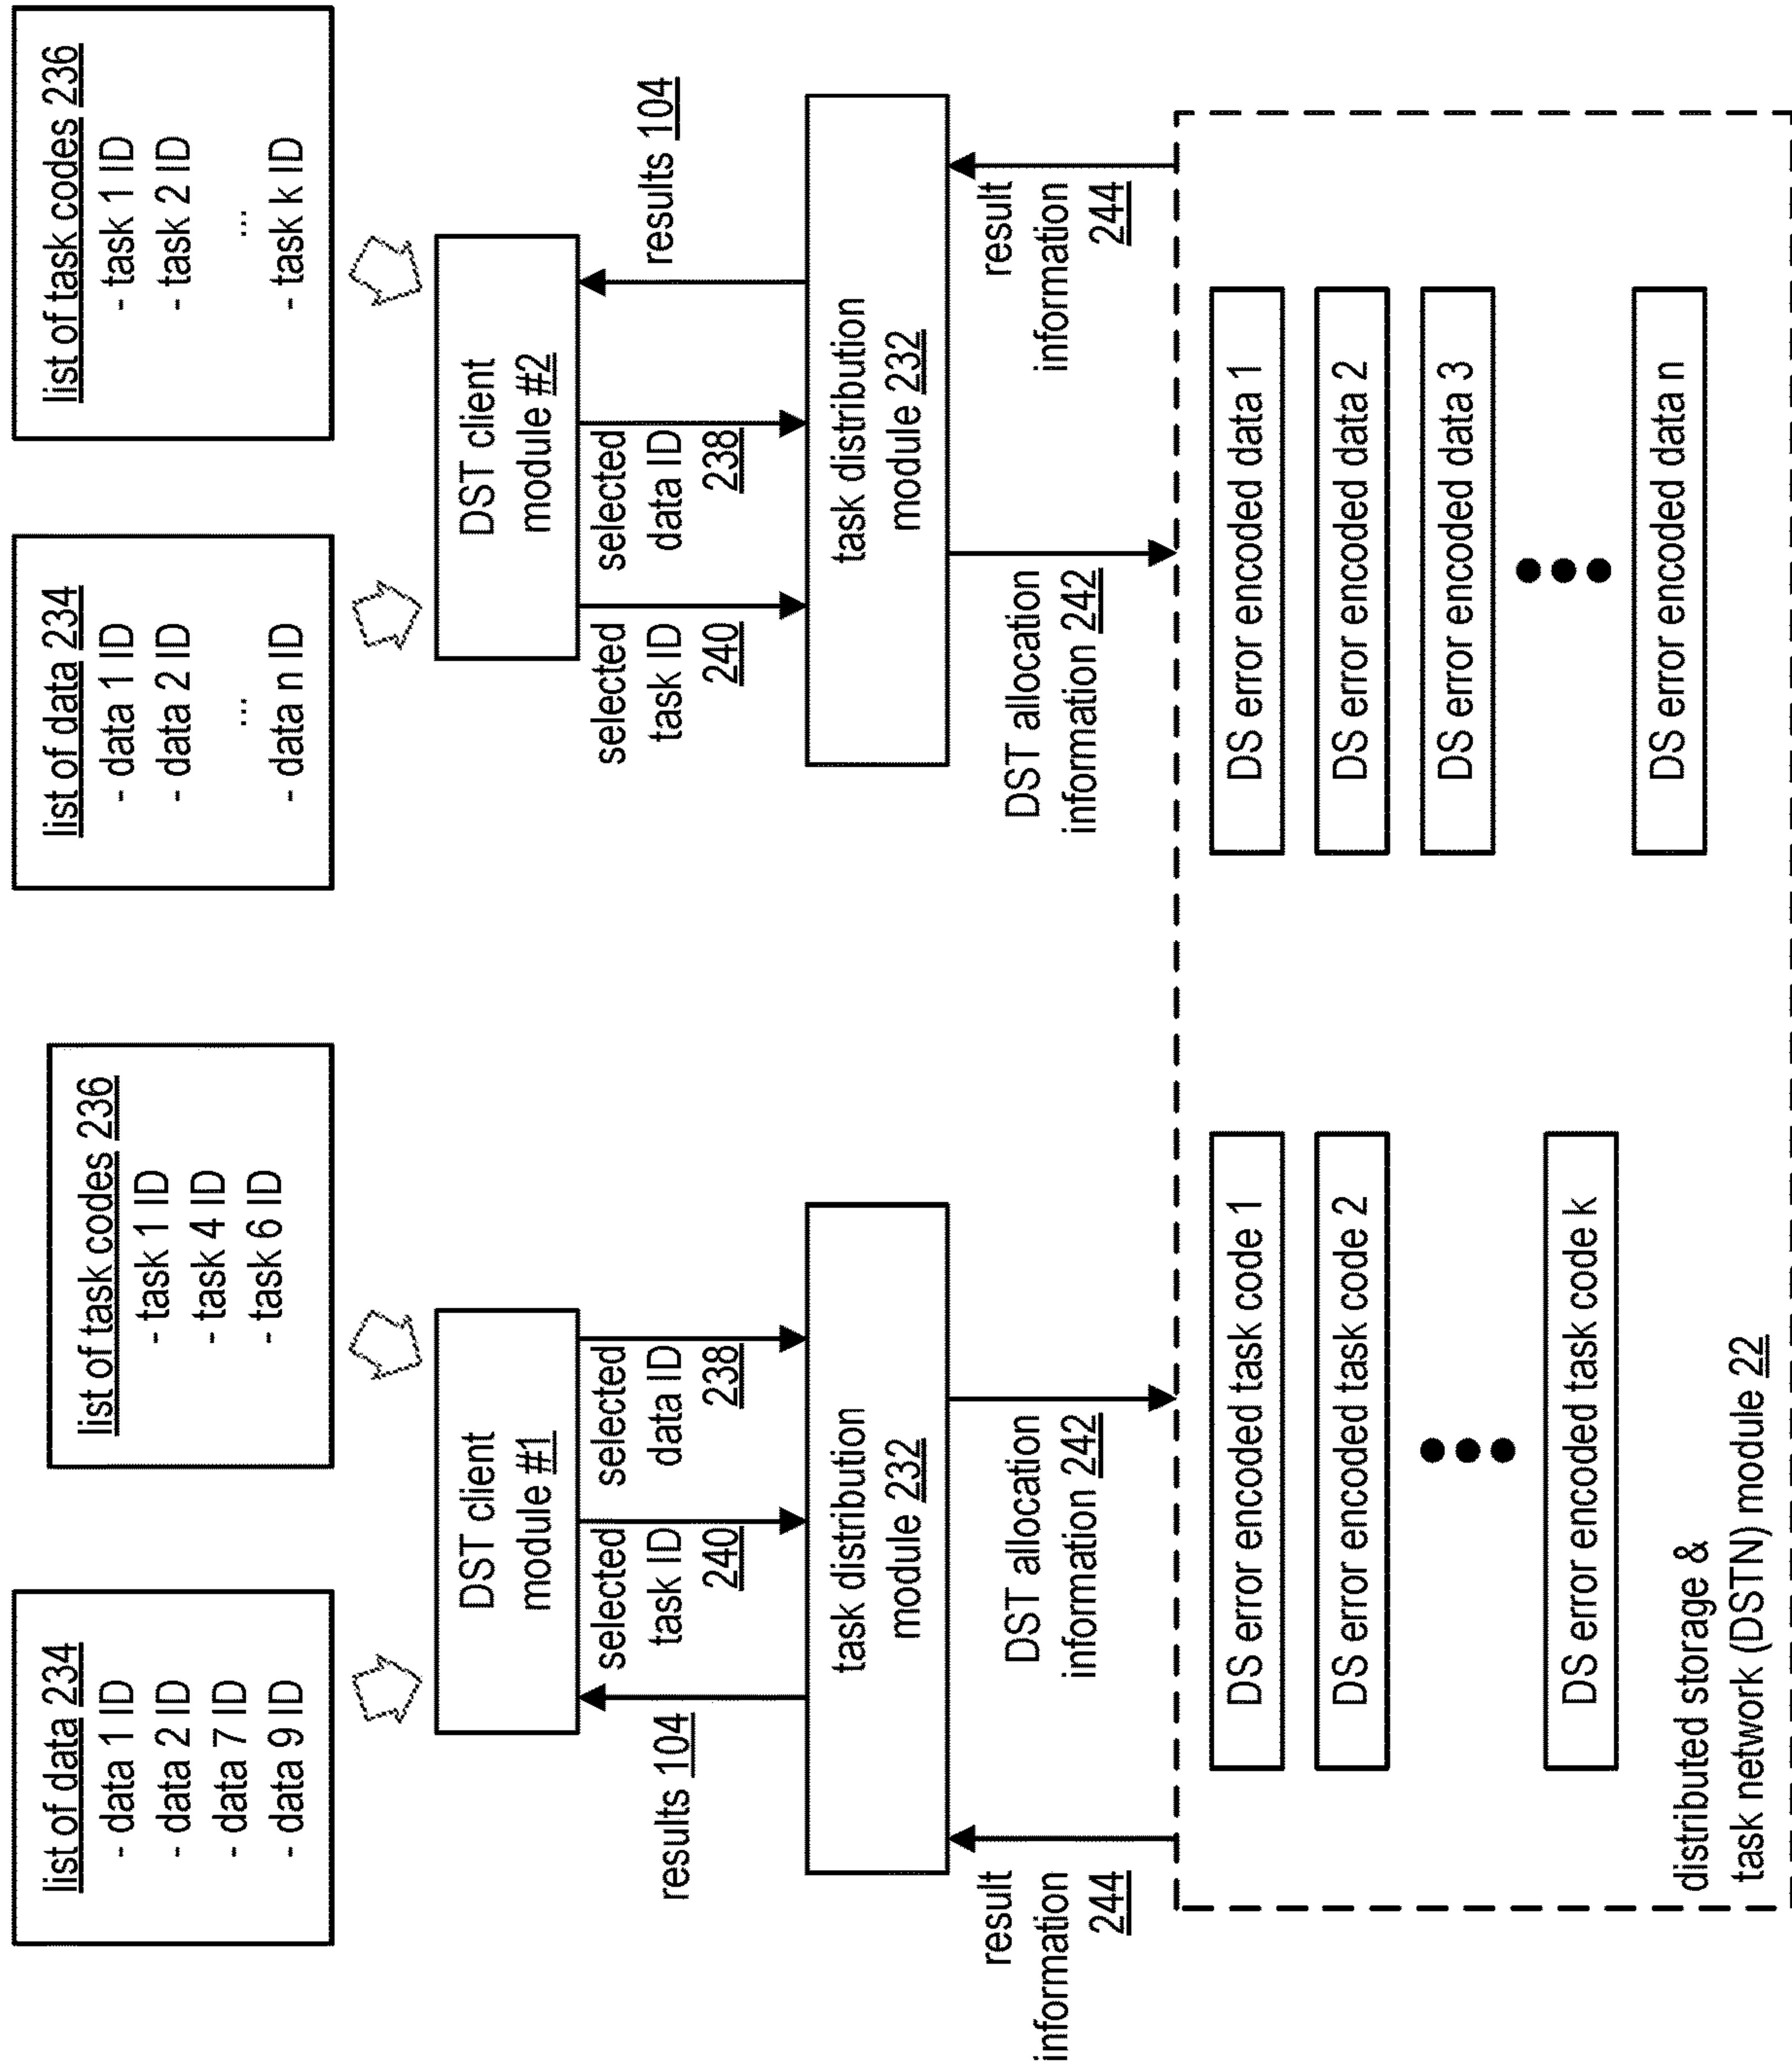 list of data 234
- data 1 ID
- data 2 ID
- data 7 ID
- data 9 ID
list of task codes 236
- task 1 ID
- task 4 ID
- task 6 ID
list of data 234
- data 1 ID
- data 2 ID
...
- data n ID
list of task codes 236
- task 1 ID
- task 2 ID
...
- task k ID
DST client
module #1
DST client
module #2
results 104
selected
task ID
240
selected
data ID
238
selected
task ID
240
selected
data ID
238
results 104
task distribution
module 232
task distribution
module 232
result
information
244
DST allocation
information 242
DST allocation
information 242
result
information
244
DS error encoded task code 1
DS error encoded task code 2
DS error encoded task code k
DS error encoded data 1
DS error encoded data 2
DS error encoded data 3
DS error encoded data n
distributed storage &
task network (DSTN) module 22